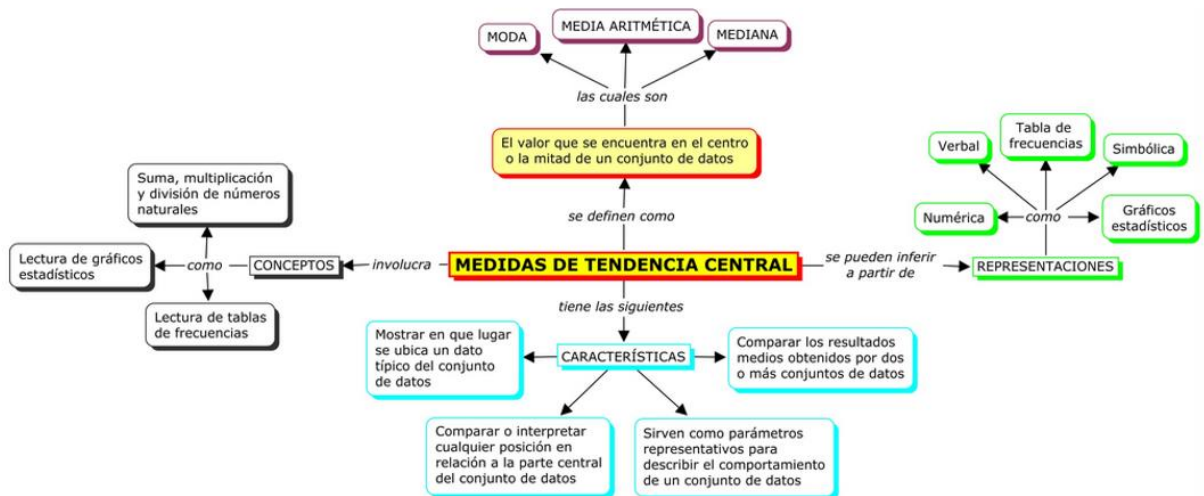 MODA
MEDIA ARITMÉTICA
MEDIANA
las cuales son
El valor que se encuentra en el centro
o la mitad de un conjunto de datos
se definen como
MEDIDAS DE TENDENCIA CENTRAL
involucra
CONCEPTOS
como
Suma, multiplicación
y división de números
naturales
Lectura de gráficos
estadísticos
Lectura de tablas
de frecuencias
se pueden inferir
a partir de
REPRESENTACIONES
como
Numérica
Verbal
Tabla de
frecuencias
Simbólica
Gráficos
estadísticos
tiene las siguientes
CARACTERÍSTICAS
Mostrar en que lugar
se ubica un dato
típico del conjunto
de datos
Comparar o interpretar
cualquier posición en
relación a la parte central
del conjunto de datos
Sirven como parámetros
representativos para
describir el comportamiento
de un conjunto de datos
Comparar los resultados
medios obtenidos por dos
o más conjuntos de datos